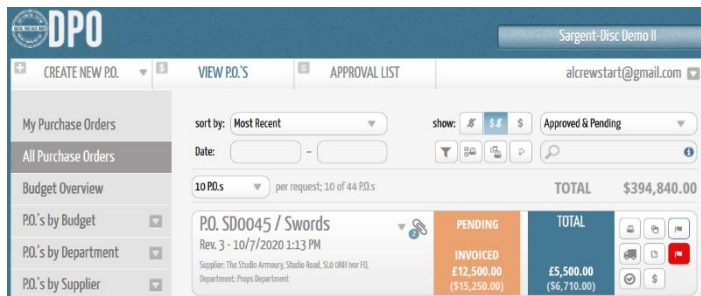 DPO
Sargent-Disc Demo II
CREATE NEW P.O.
VIEW P.O.'S
APPROVAL LIST
alcrewstart@gmail.com
My Purchase Orders
All Purchase Orders
Budget Overview
P.O.'s by Budget
P.O.'s by Department
P.O.'s by Supplier
sort by: Most Recent
show: $ $ $ $ Approved & Pending
Date: -
10 P.O.s per request; 10 of 44 P.O.s
TOTAL $394,840.00
P.O. SD0045 / Swords
2
Rev. 3 - 10/7/2020 1:13 PM
Supplier: The Studio Armoury, Studio Road, SL0 0NH Iver FO,
Department: Props Department
PENDING
INVOICED
£12,500.00
($15,250.00)
TOTAL
£5,500.00
($6,710.00)
$